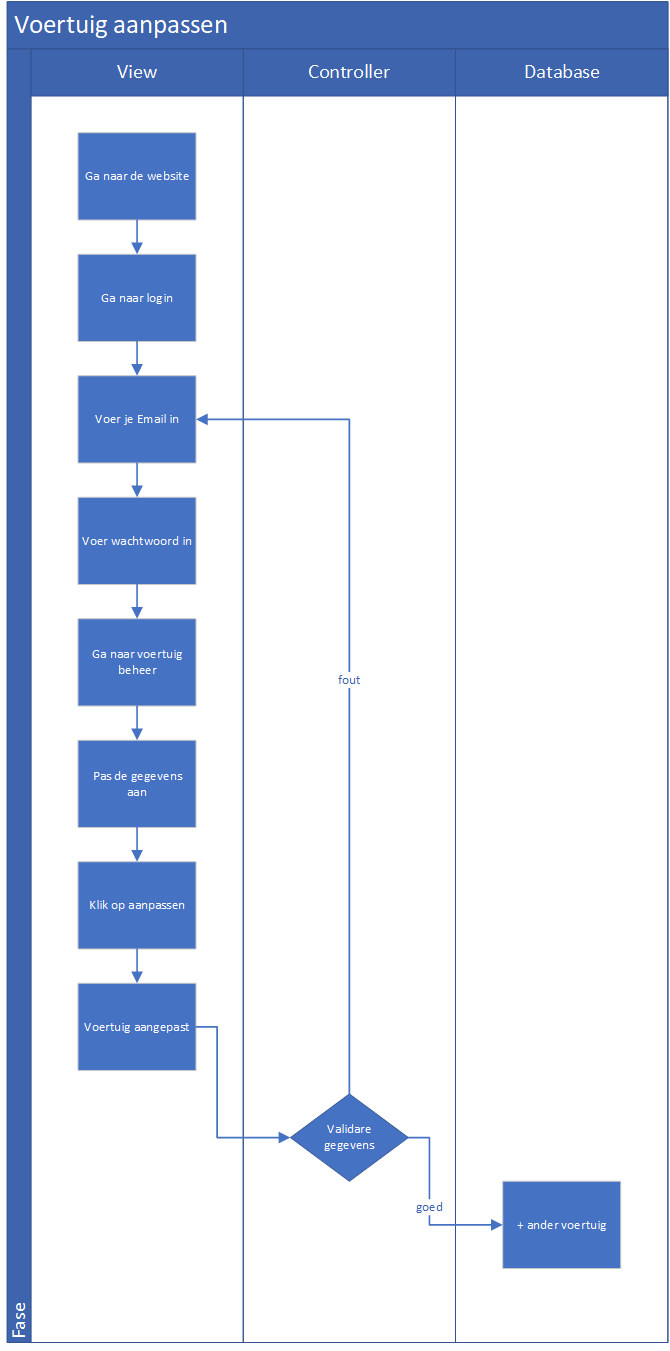 Voertuig aanpassen
View
Controller
Database
Ga naar de website
Ga naar login
Voer je Email in
Voer wachtwoord in
Ga naar voertuig
beheer
fout
Pas de gegevens
aan
Klik op aanpassen
Voertuig aangepast
Validare
gegevens
goed
+ ander voertuig
Fase